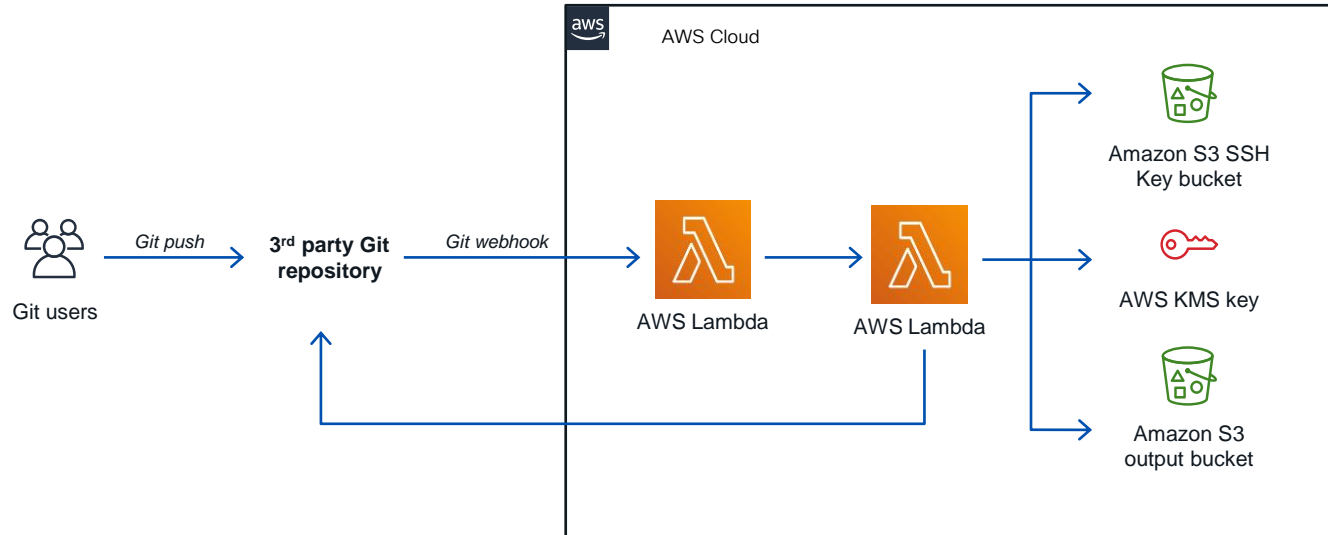 aws
AWS Cloud
Amazon S3 SSH
Key bucket
Git push
3rd party Git
repository
Git webhook
Git users
AWS Lambda
AWS Lambda
AWS KMS key
Amazon S3
output bucket